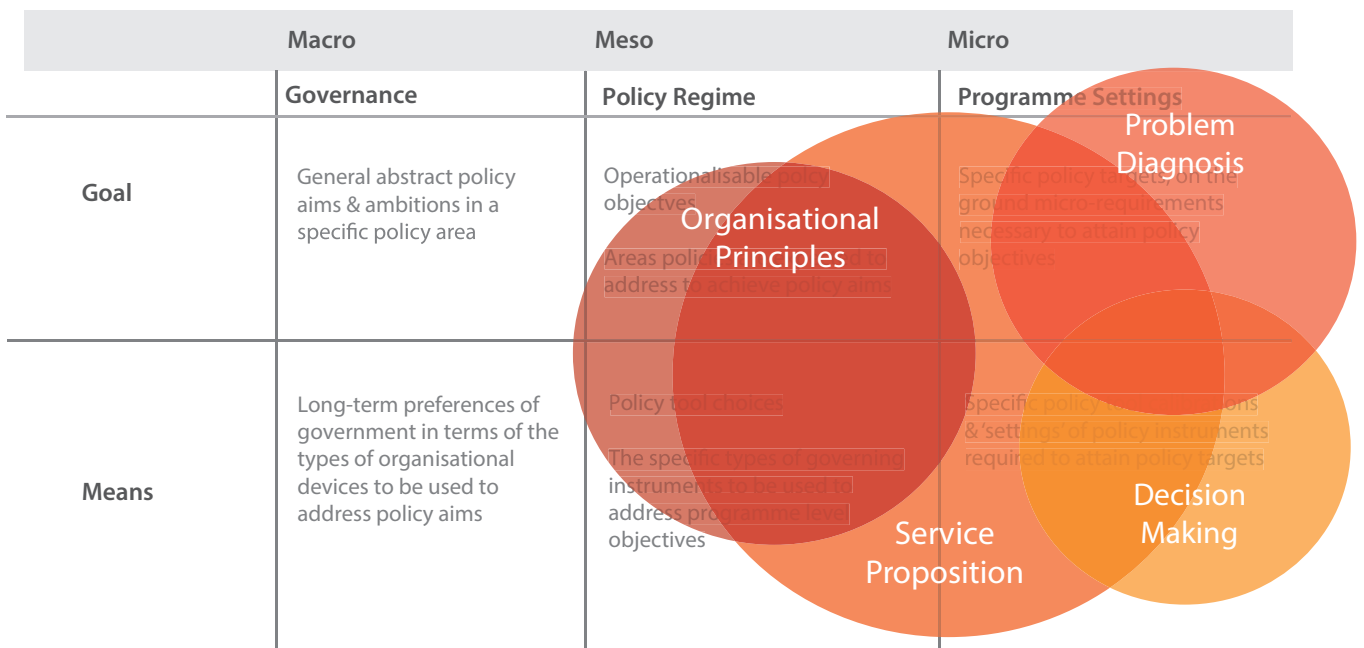 Macro
Meso
Micro
Governance
Policy Regime
Programme Settings
Goal
General abstract policy
aims & ambitions in a
specific policy area
Operationalisable polcy
objectves
Areas polici
address to achieve policy aims
Specific policy targets, on the
ground micro-requirements
necessary to attain policy
objectives
Means
Long-term preferences of
government in terms of the
types of organisational
devices to be used to
address policy aims
Policy tool choices
The specific types of governing
instruments to be used to
address programme level
objectives
Specific policy
& ‘settings’ of policy instruments
required to attain policy targets
Organisational
Principles
Problem
Diagnosis
Service
Proposition
Decision
Making